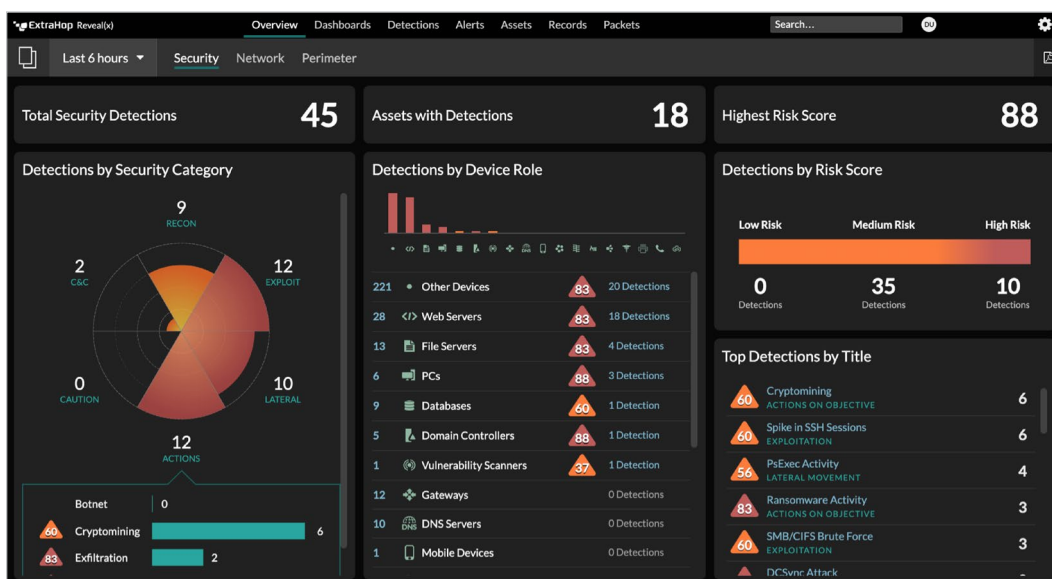 ExtraHop Reveal(x) Overview Dashboards Detections Alerts Assets Records Packets Search... DU
Last 6 hours Security Network Perimeter
Total Security Detections 45
Assets with Detections 18
Highest Risk Score 88
Detections by Security Category
9
RECON
2
C&C
12
EXPLOIT
0
CAUTION
10
LATERAL
12
ACTIONS
Botnet 0
60 Cryptomining 6
83 Exfiltration 2
Detections by Device Role
DNS
221 Other Devices 83 20 Detections
28 </> Web Servers 83 18 Detections
13 File Servers 83 4 Detections
6 PCs 88 3 Detections
9 Databases 60 1 Detection
5 Domain Controllers 88 1 Detection
1 Vulnerability Scanners 37 1 Detection
12 Gateways 0 Detections
10 DNS DNS Servers 0 Detections
1 Mobile Devices 0 Detections
Detections by Risk Score
Low Risk Medium Risk High Risk
0 35 10
Detections Detections Detections
Top Detections by Title
60 Cryptomining 6
ACTIONS ON OBJECTIVE
60 Spike in SSH Sessions 6
EXPLOITATION
56 PsExec Activity 4
LATERAL MOVEMENT
83 Ransomware Activity 3
ACTIONS ON OBJECTIVE
60 SMB/CIFS Brute Force 3
EXPLOITATION
DCSync Attack